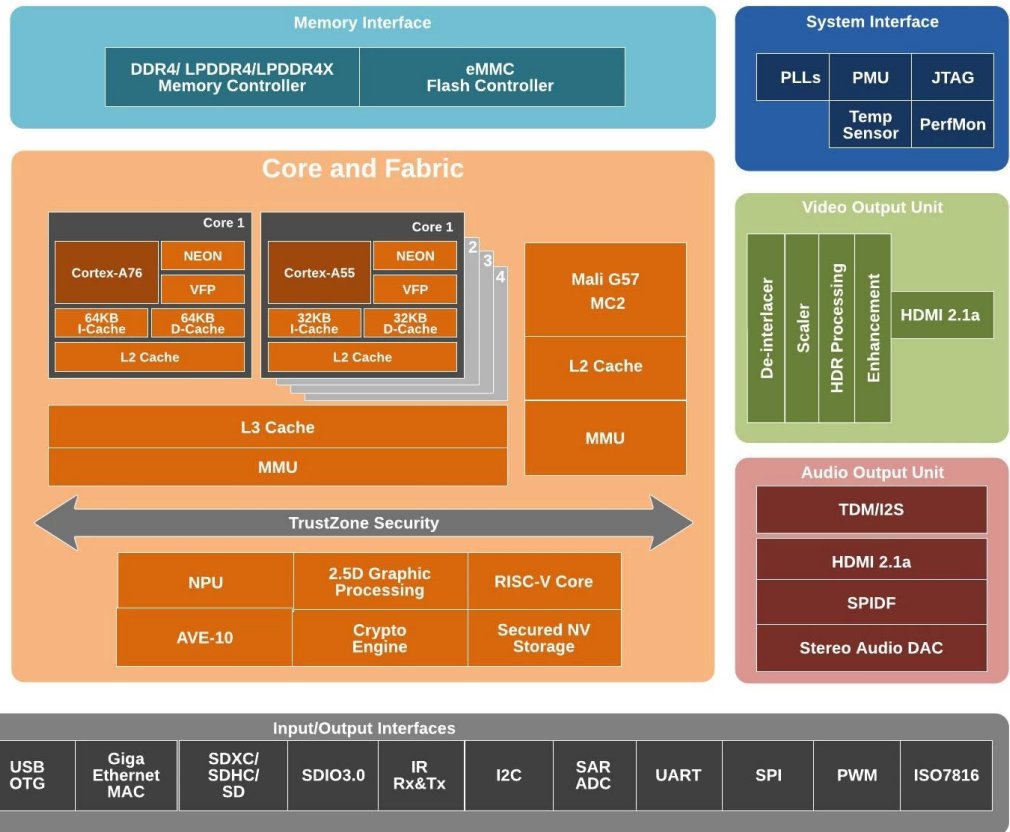 Memory Interface
DDR4/ LPDDR4/LPDDR4X
Memory Controller
eMMC
Flash Controller
System Interface
PLLs
PMU
JTAG
Temp
Sensor
PerfMon
Core and Fabric
Core 1
Cortex-A76
NEON
VFP
64KB
I-Cache
64KB
D-Cache
L2 Cache
Core 1
2
3
4
Cortex-A55
NEON
VFP
32KB
I-Cache
32KB
D-Cache
L2 Cache
Mali G57
MC2
L2 Cache
MMU
L3 Cache
MMU
TrustZone Security
NPU
2.5D Graphic
Processing
RISC-V Core
AVE-10
Crypto
Engine
Secured NV
Storage
Video Output Unit
De-interlacer
Scaler
HDR Processing
Enhancement
HDMI 2.1a
Audio Output Unit
TDM/I2S
HDMI 2.1a
SPIDF
Stereo Audio DAC
Input/Output Interfaces
USB
OTG
Giga
Ethernet
MAC
SDXC/
SDHC/
SD
SDIO3.0
IR
Rx&Tx
I2C
SAR
ADC
UART
SPI
PWM
ISO7816